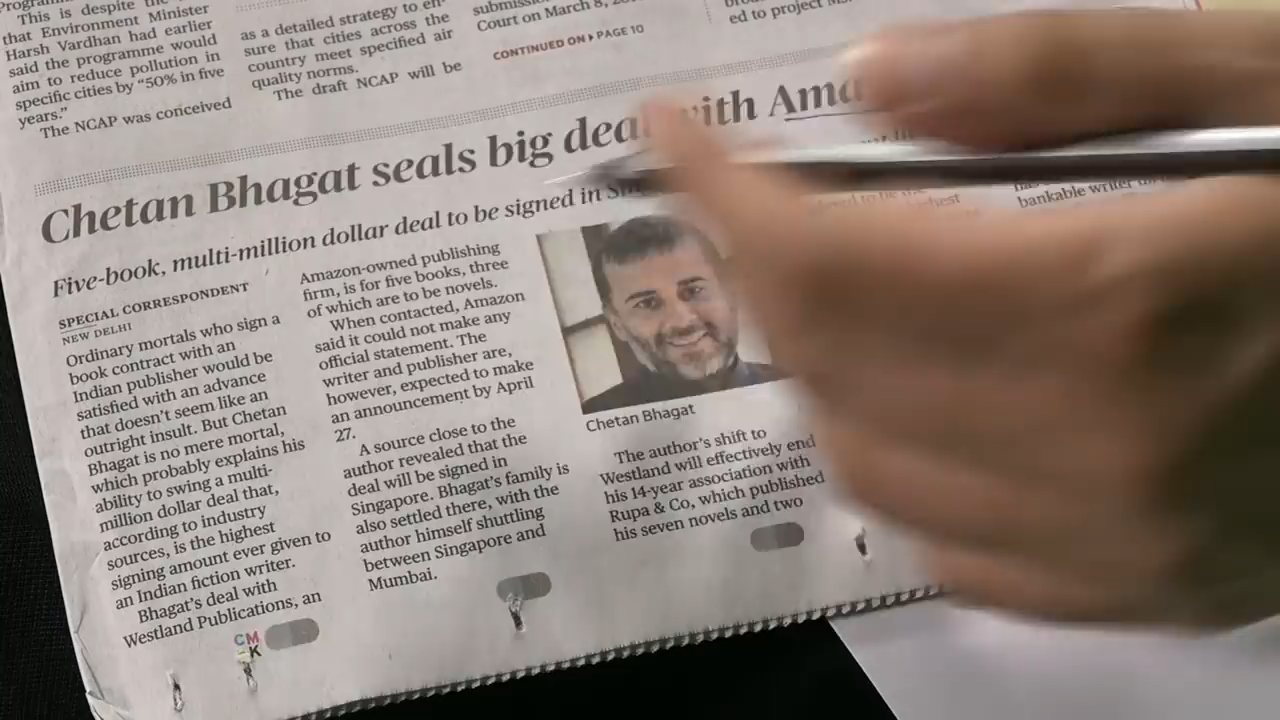 This is despite the
that Environment Minister
Harsh Vardhan had earlier
said the programme would
aim to reduce pollution in
specific cities by “50% in five
years.”
The NCAP was conceived
as a detailed strategy to en-
sure that cities across the
country meet specified air
quality norms.
The draft NCAP will be
Court on March 8,
CONTINUED ON PAGE 10
ed to project
Chetan Bhagat seals big deal with
Five-book, multi-million dollar deal to be signed in
SPECIAL CORRESPONDENT
NEW DELHI
Ordinary mortals who sign a
book contract with an
Indian publisher would be
satisfied with an advance
that doesn't seem like an
outright insult. But Chetan
Bhagat is no mere mortal,
which probably explains his
ability to swing a multi-
million dollar deal that,
according to industry
sources, is the highest
signing amount ever given to
an Indian fiction writer.
Bhagat's deal with
Westland Publications, an
Amazon-owned publishing
firm, is for five books, three
of which are to be novels.
When contacted, Amazon
said it could not make any
official statement. The
writer and publisher are,
however, expected to make
an announcement by April
27.
A source close to the
author revealed that the
deal will be signed in
Singapore. Bhagat's family is
also settled there, with the
author himself shuttling
between Singapore and
Mumbai.
Chetan Bhagat
The author's shift to
Westland will effectively end
his 14-year association with
Rupa & Co, which published
his seven novels and two
bankable writer
CM
K